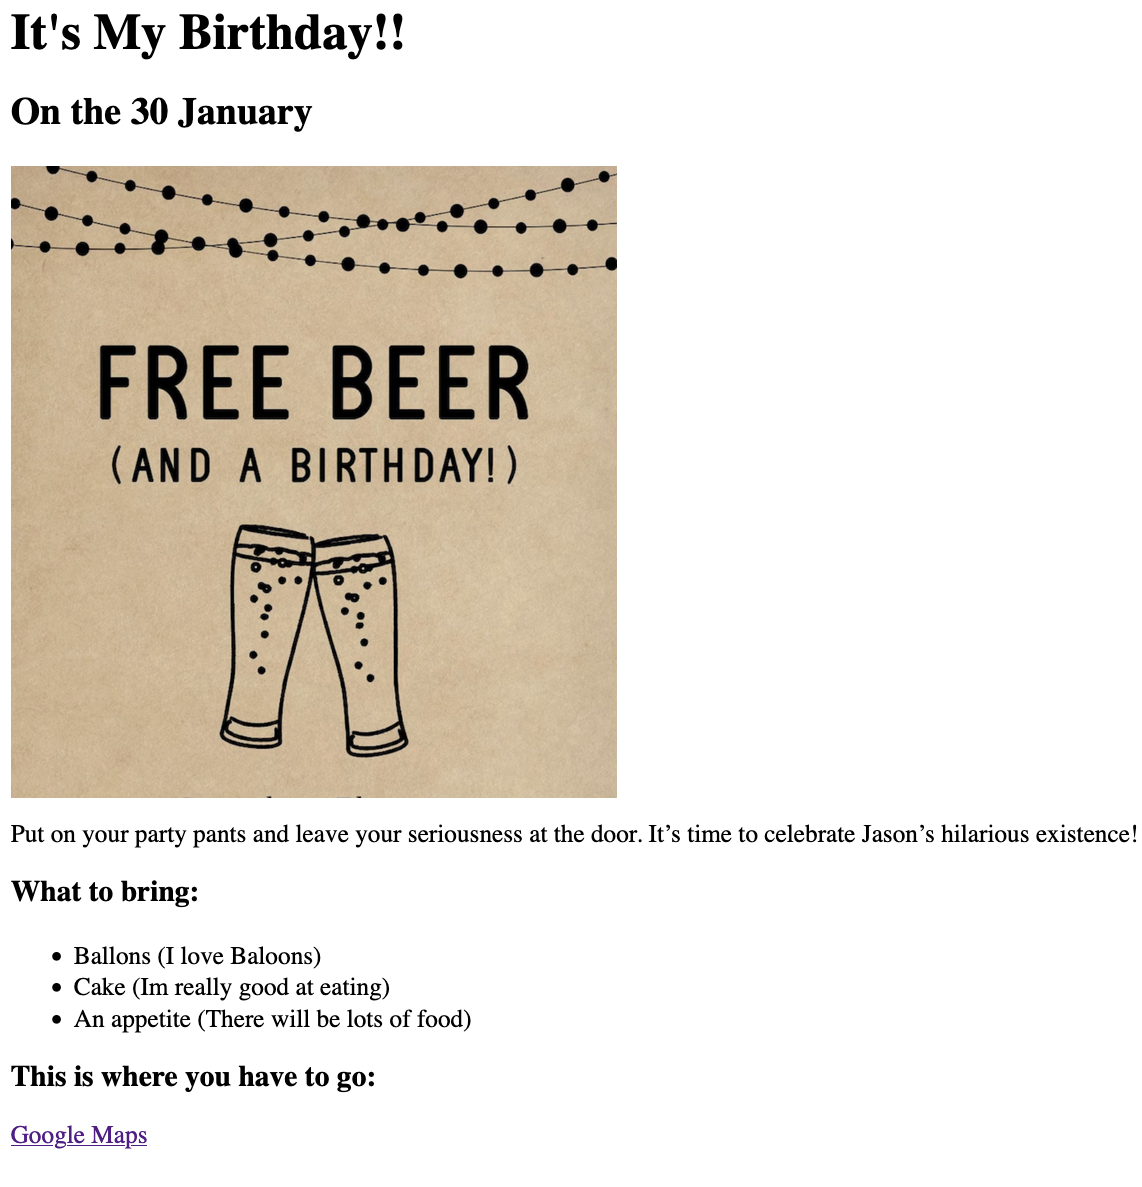 It's My Birthday!!
On the 30 January
FREE BEER
(AND A BIRTHDAY!)
Put on your party pants and leave your seriousness at the door. It’s time to celebrate Jason’s hilarious existence!
What to bring:
• Ballons (I love Baloons)
• Cake (Im really good at eating)
• An appetite (There will be lots of food)
This is where you have to go:
Google Maps